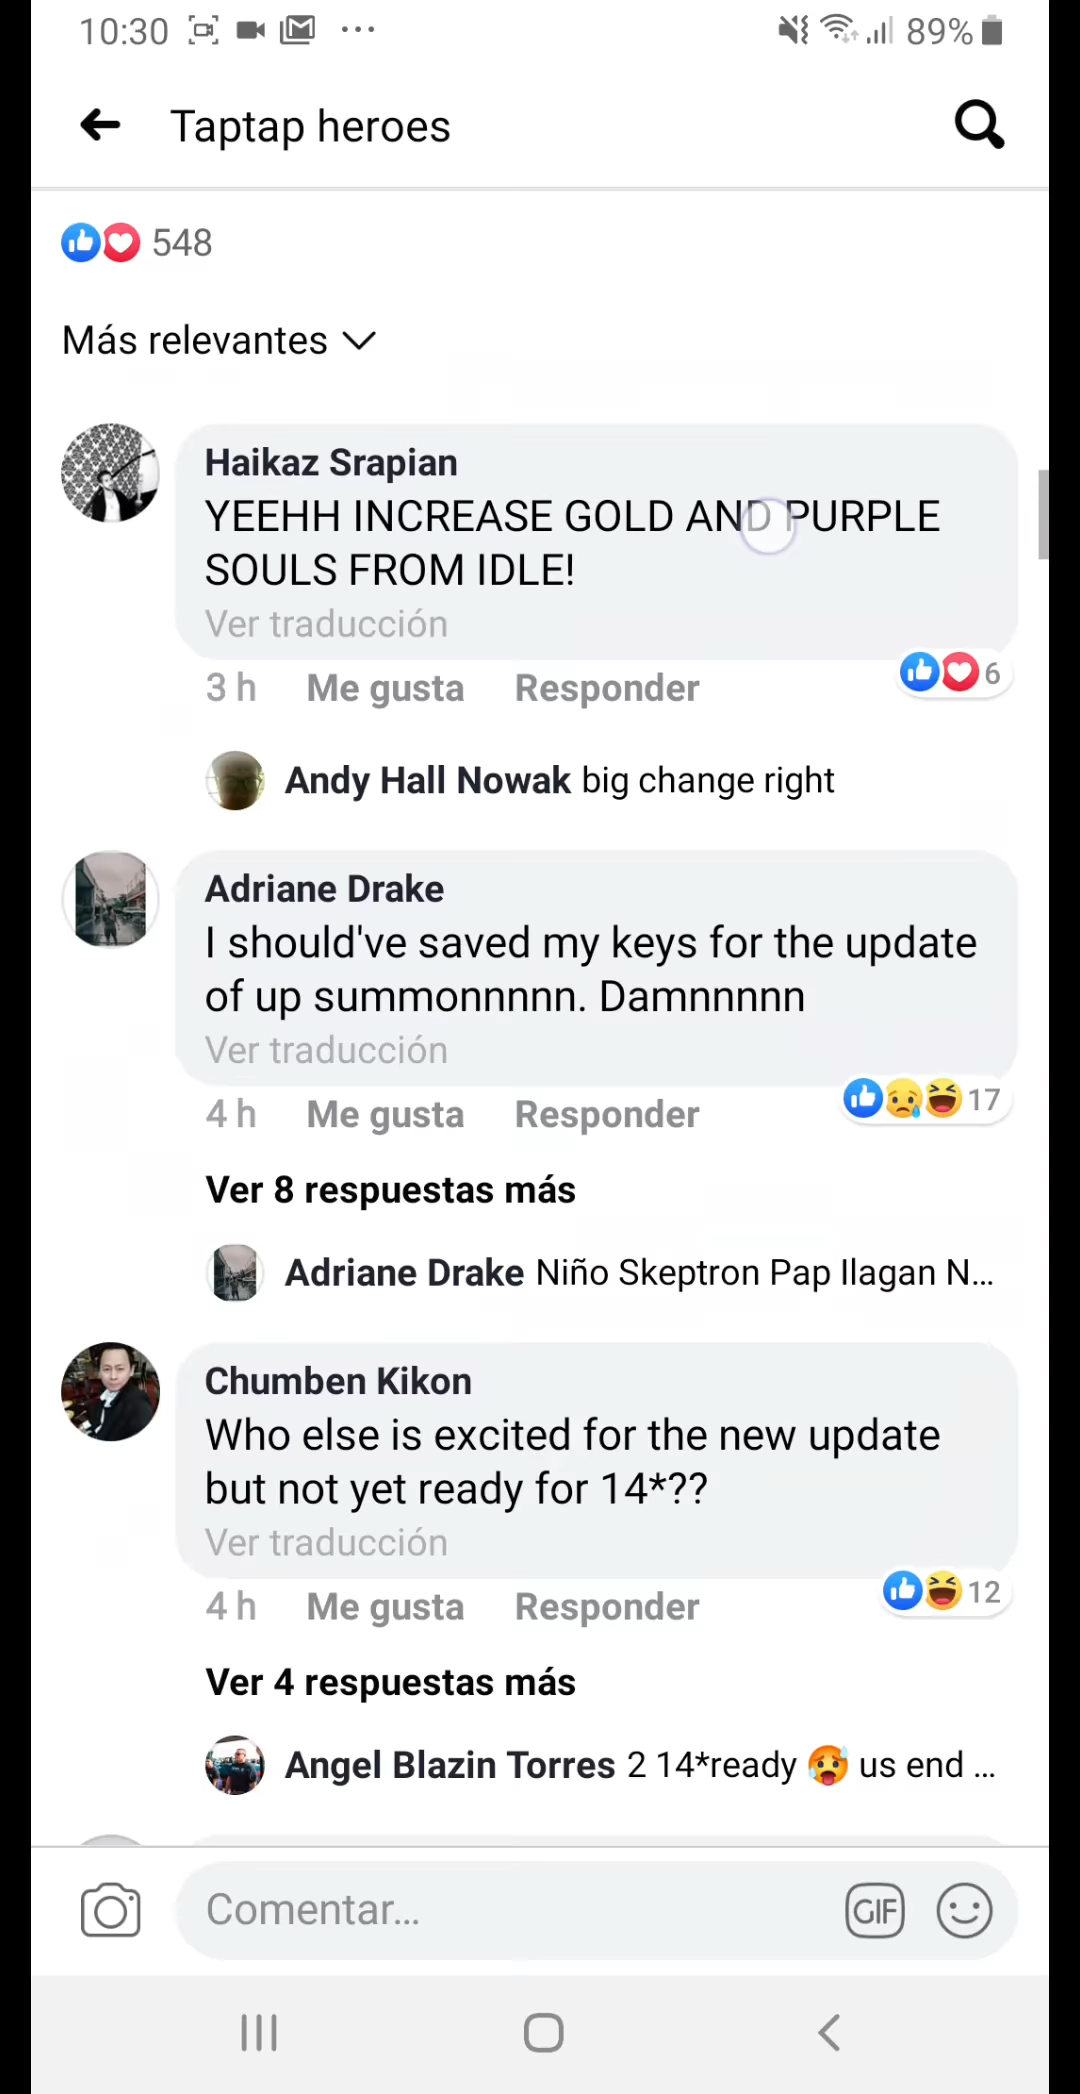 10:30 89%
Taptap heroes
548
Más relevantes
Haikaz Srapian
YEEHH INCREASE GOLD AND PURPLE
SOULS FROM IDLE!
Ver traducción
3 h Me gusta Responder 6
Andy Hall Nowak big change right
Adriane Drake
I should've saved my keys for the update
of up summonnnnn. Damnnnnn
Ver traducción
4 h Me gusta Responder 17
Ver 8 respuestas más
Adriane Drake Niño Skeptron Pap Ilagan N...
Chumben Kikon
Who else is excited for the new update
but not yet ready for 14*??
Ver traducción
4 h Me gusta Responder 12
Ver 4 respuestas más
Angel Blazin Torres 2 14*ready 🥵 us end ...
Comentar... GIF